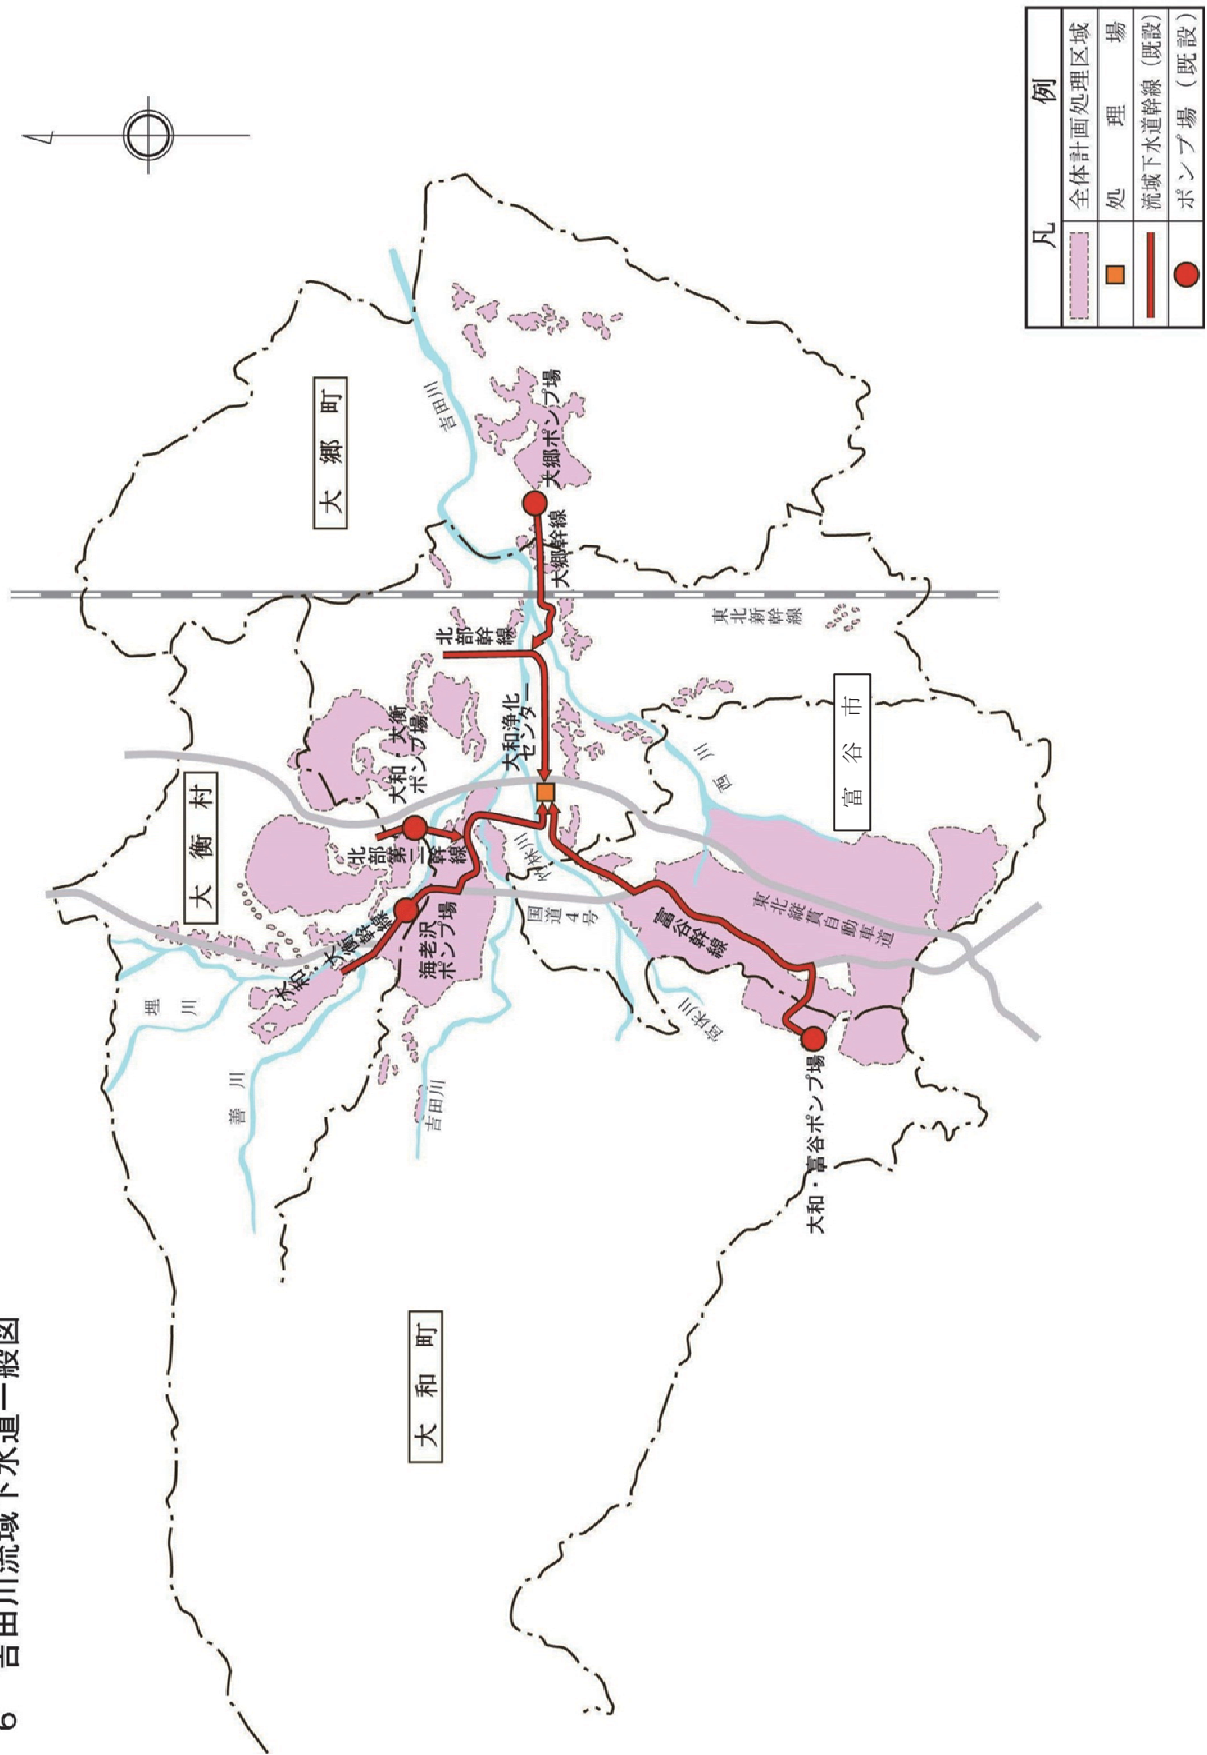 6 吉田川流域下水道一般図
凡例
全体計画処理区域
処理場
流域下水道幹線（既設）
ポンプ場（既設）
大郷町
吉田川
大郷ポンプ場
大郷幹線
東北新幹線
北部幹線
大和浄化センター
大和・大衡ポンプ場
北部第二幹線
大衡村
海老沢ポンプ場
大和・大衡幹線
埋川
善川
吉田川
国道4号
西川
富谷市
富谷幹線
東北縦貫自動車道
宮床川
大和・富谷ポンプ場
大和町